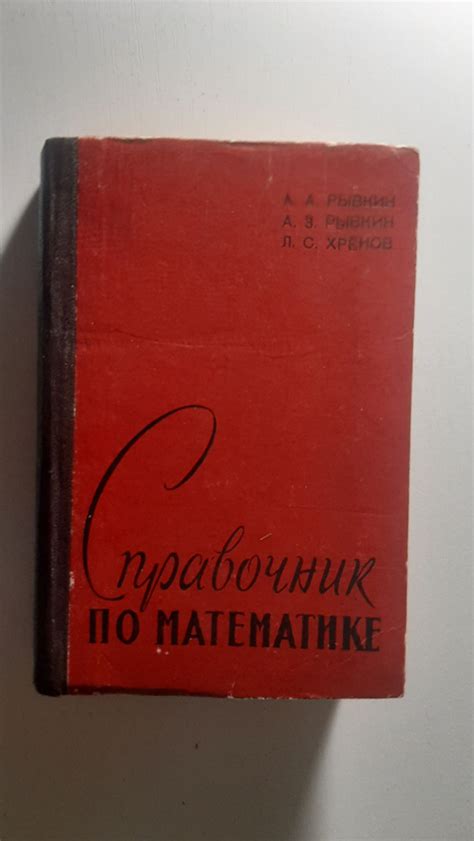 А. А. РЫВКИН
А. З. РЫВКИН
Л. С. ХРЕНОВ
Справочник
ПО МАТЕМАТИКЕ